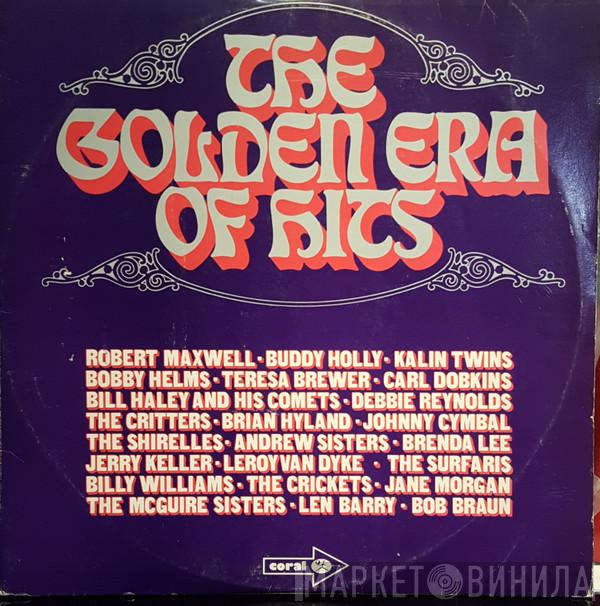 THE
GOLDEN ERA
OF HITS
ROBERT MAXWELL · BUDDY HOLLY · KALIN TWINS
BOBBY HELMS · TERESA BREWER · CARL DOBKINS
BILL HALEY AND HIS COMETS · DEBBIE REYNOLDS
THE CRITTERS · BRIAN HYLAND · JOHNNY CYMBAL
THE SHIRELLES · ANDREW SISTERS · BRENDA LEE
JERRY KELLER · LEROY VAN DYKE · THE SURFARIS
BILLY WILLIAMS · THE CRICKETS · JANE MORGAN
THE MCGUIRE SISTERS · LEN BARRY · BOB BRAUN
coral
МАРКЕТ ВИНИЛА